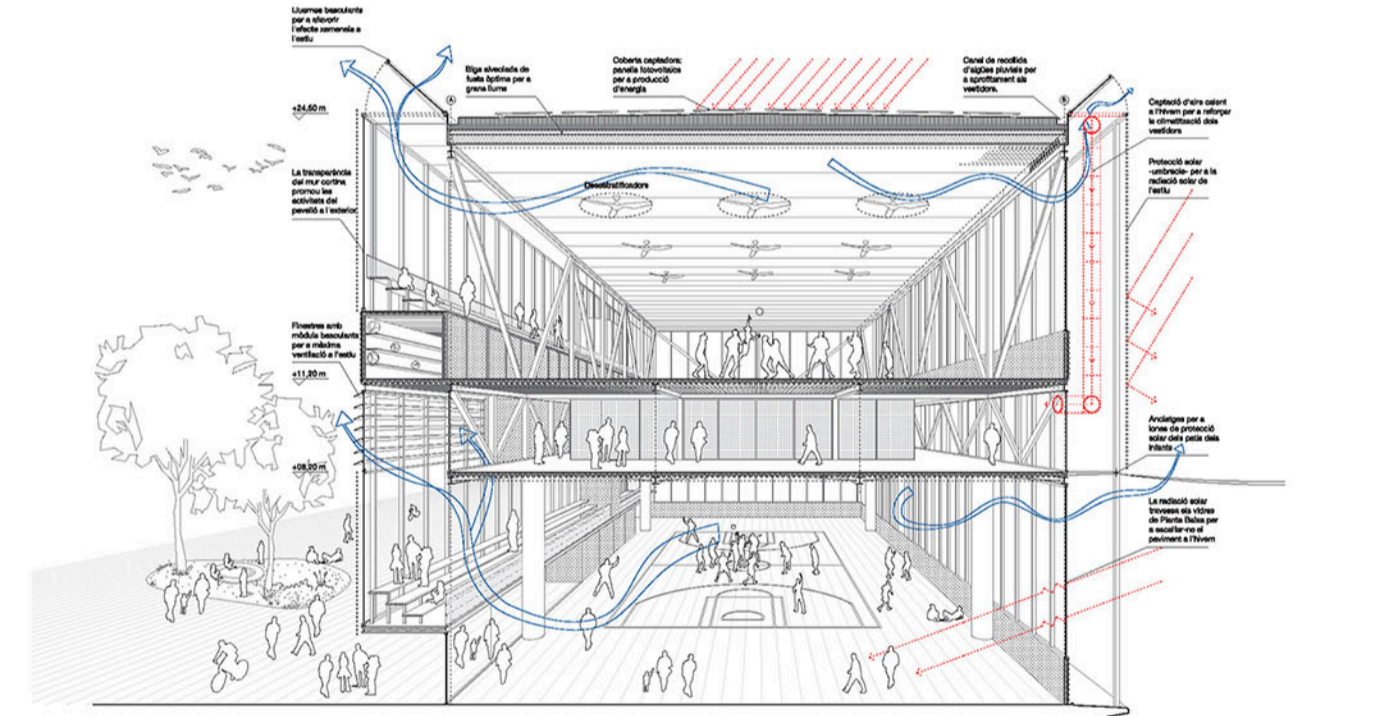 Lluernes basculants
per a afavorir
l'efecte xemeneia a
l'estiu
+24,50 m
Biga alveolada de
fusta òptima per a
grans llums
Coberta captadora:
panells fotovoltaics
per a producció
d'energia
Canal de recollida
d'aigües pluvials per
a aprofitament als
vestidors.
A
B
Captació d'aire calent
a l'hivern per a reforçar
la climatització dels
vestidors
Protecció solar
-umbracle- per a la
radiació solar de
l'estiu
La transparència
del mur cortina
promou les
activitats del
pavelló a l'exterior
Desestratificadors
Finestres amb
mòduls basculants
per a màxima
ventilació a l'estiu
+11,20 m
+08,20 m
Anclatges per a
lones de protecció
solar dels patis dels
infants
La radiació solar
travessa els vidres
de Planta Baixa per
a escalfar-ne el
paviment a l'hivern